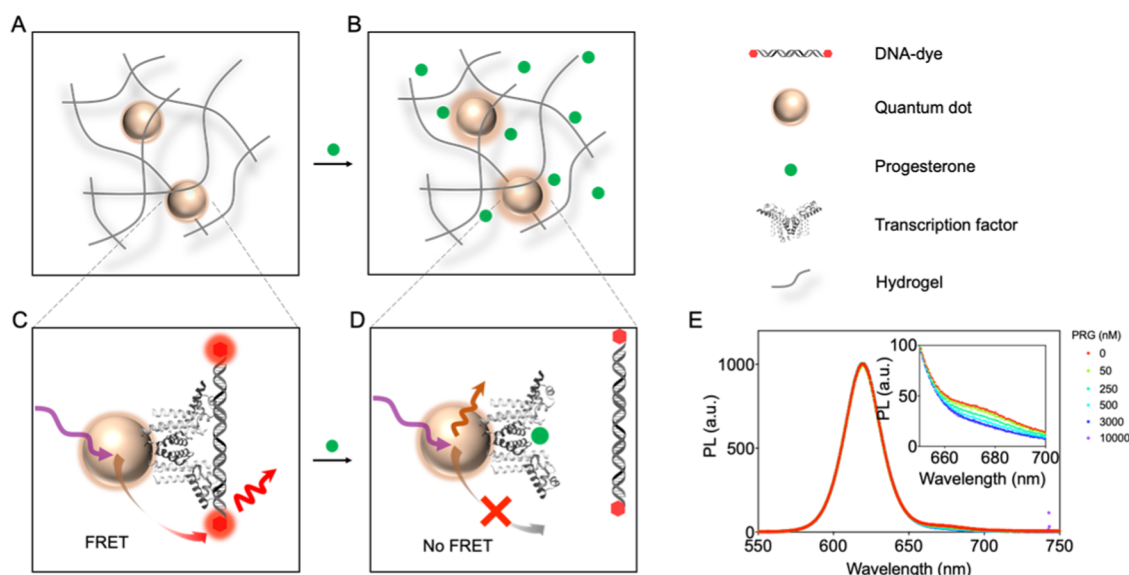 A
B
DNA-dye
Quantum dot
Progesterone
Transcription factor
Hydrogel
C
FRET
D
No FRET
E
PL (a.u.)
1000
500
0
550
600
650
700
750
Wavelength (nm)
PL (a.u.)
100
50
0
660
680
700
Wavelength (nm)
PRG (nM)
0
50
250
500
3000
10000